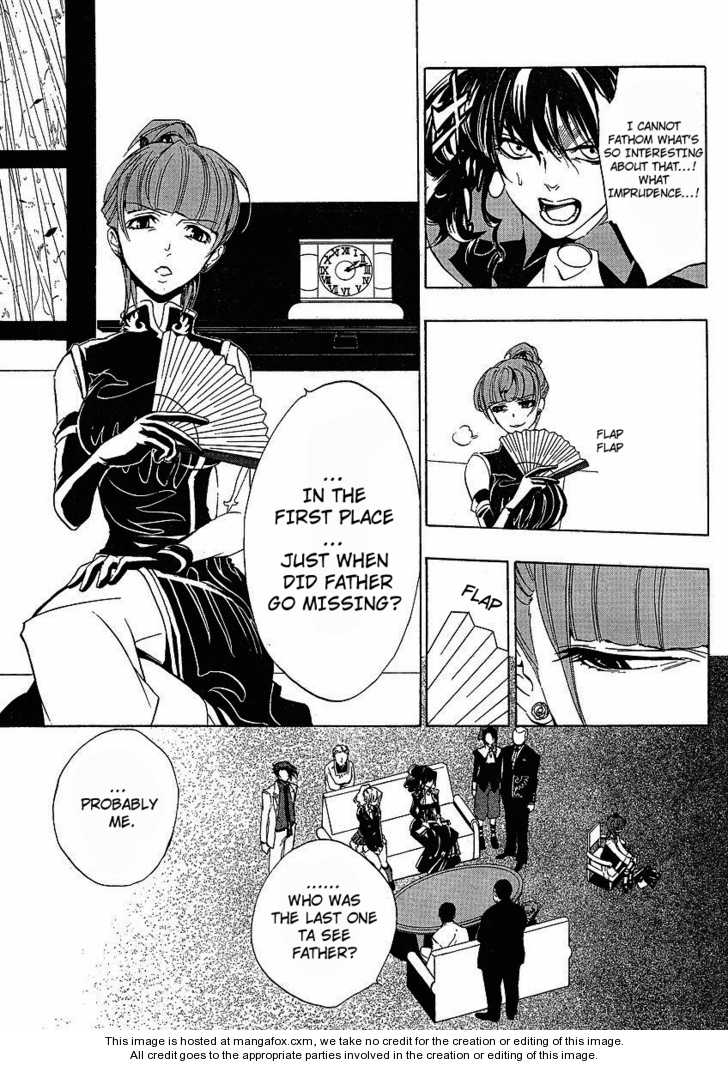 I CANNOT
FATHOM WHAT'S
SO INTERESTING
ABOUT THAT...!
WHAT
IMPRUDENCE...!
FLAP
FLAP
FLAP
...
IN THE
FIRST PLACE
...
JUST WHEN
DID FATHER
GO MISSING?
......
WHO WAS
THE LAST ONE
TA SEE
FATHER?
...
PROBABLY
ME.
This image is hosted at mangafox.cxm, we take no credit for the creation or editing of this image.
All credit goes to the appropriate parties involved in the creation or editing of this image.